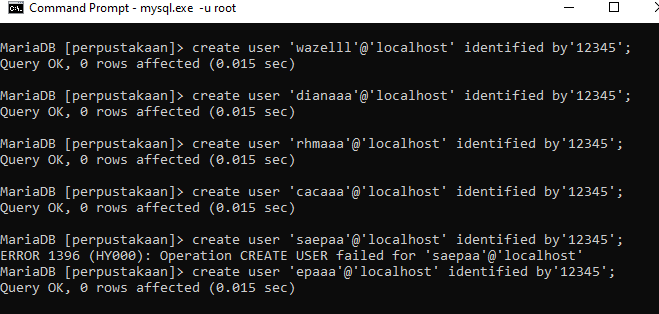 Command Prompt - mysql.exe -u root
MariaDB [perpustakaan]> create user 'wazelll'@'localhost' identified by'12345';
Query OK, 0 rows affected (0.015 sec)
MariaDB [perpustakaan]> create user 'dianaaa'@'localhost' identified by'12345';
Query OK, 0 rows affected (0.015 sec)
MariaDB [perpustakaan]> create user 'rhmaaa'@'localhost' identified by'12345';
Query OK, 0 rows affected (0.015 sec)
MariaDB [perpustakaan]> create user 'cacaaa'@'localhost' identified by'12345';
Query OK, 0 rows affected (0.015 sec)
MariaDB [perpustakaan]> create user 'saepaa'@'localhost' identified by'12345';
ERROR 1396 (HY000): Operation CREATE USER failed for 'saepaa'@'localhost'
MariaDB [perpustakaan]> create user 'epaaa'@'localhost' identified by'12345';
Query OK, 0 rows affected (0.015 sec)